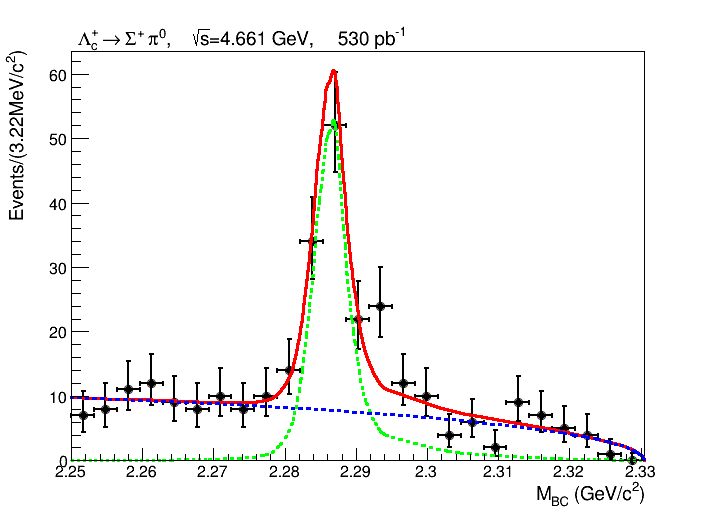 Λc+ → Σ+ π0, √s=4.661 GeV, 530 pb-1
Events/(3.22MeV/c2)
60
50
40
30
20
10
0
2.25 2.26 2.27 2.28 2.29 2.3 2.31 2.32 2.33
MBC (GeV/c2)